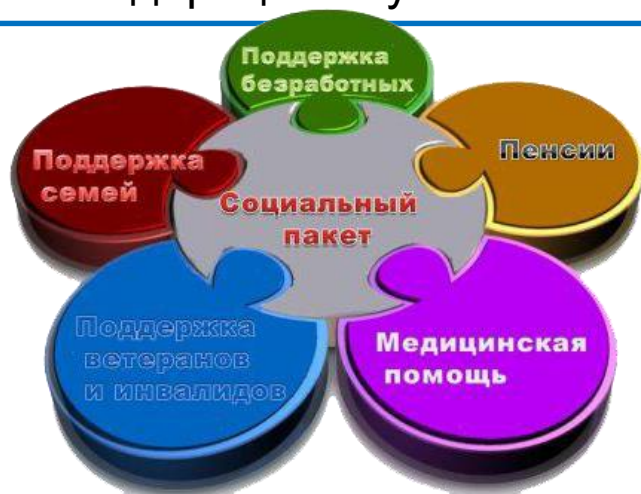 Поддержка
безработных
Пенсии
Поддержка
семей
Социальный
пакет
Поддержка
ветеранов
и инвалидов
Медицинская
помощь